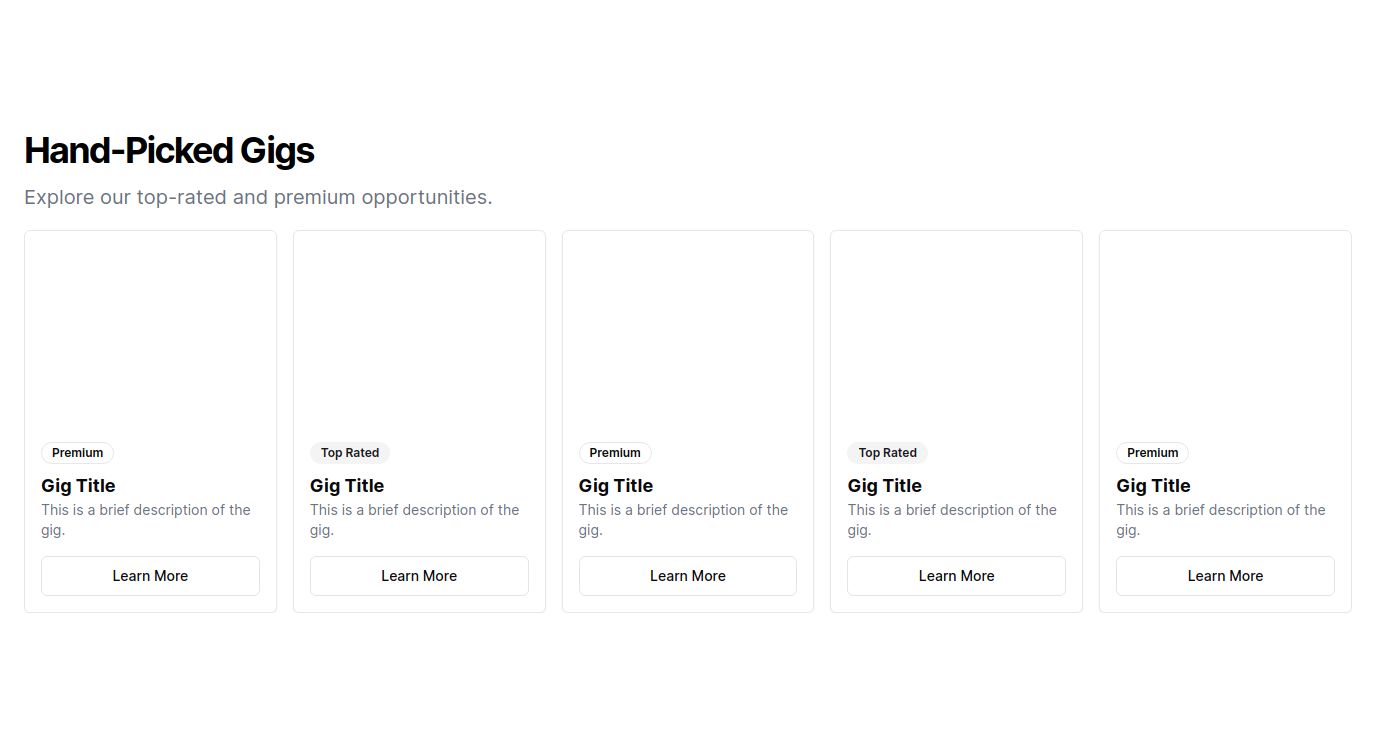 Hand-Picked Gigs
Explore our top-rated and premium opportunities.
Premium
Gig Title
This is a brief description of the
gig.
Learn More
Top Rated
Gig Title
This is a brief description of the
gig.
Learn More
Premium
Gig Title
This is a brief description of the
gig.
Learn More
Top Rated
Gig Title
This is a brief description of the
gig.
Learn More
Premium
Gig Title
This is a brief description of the
gig.
Learn More